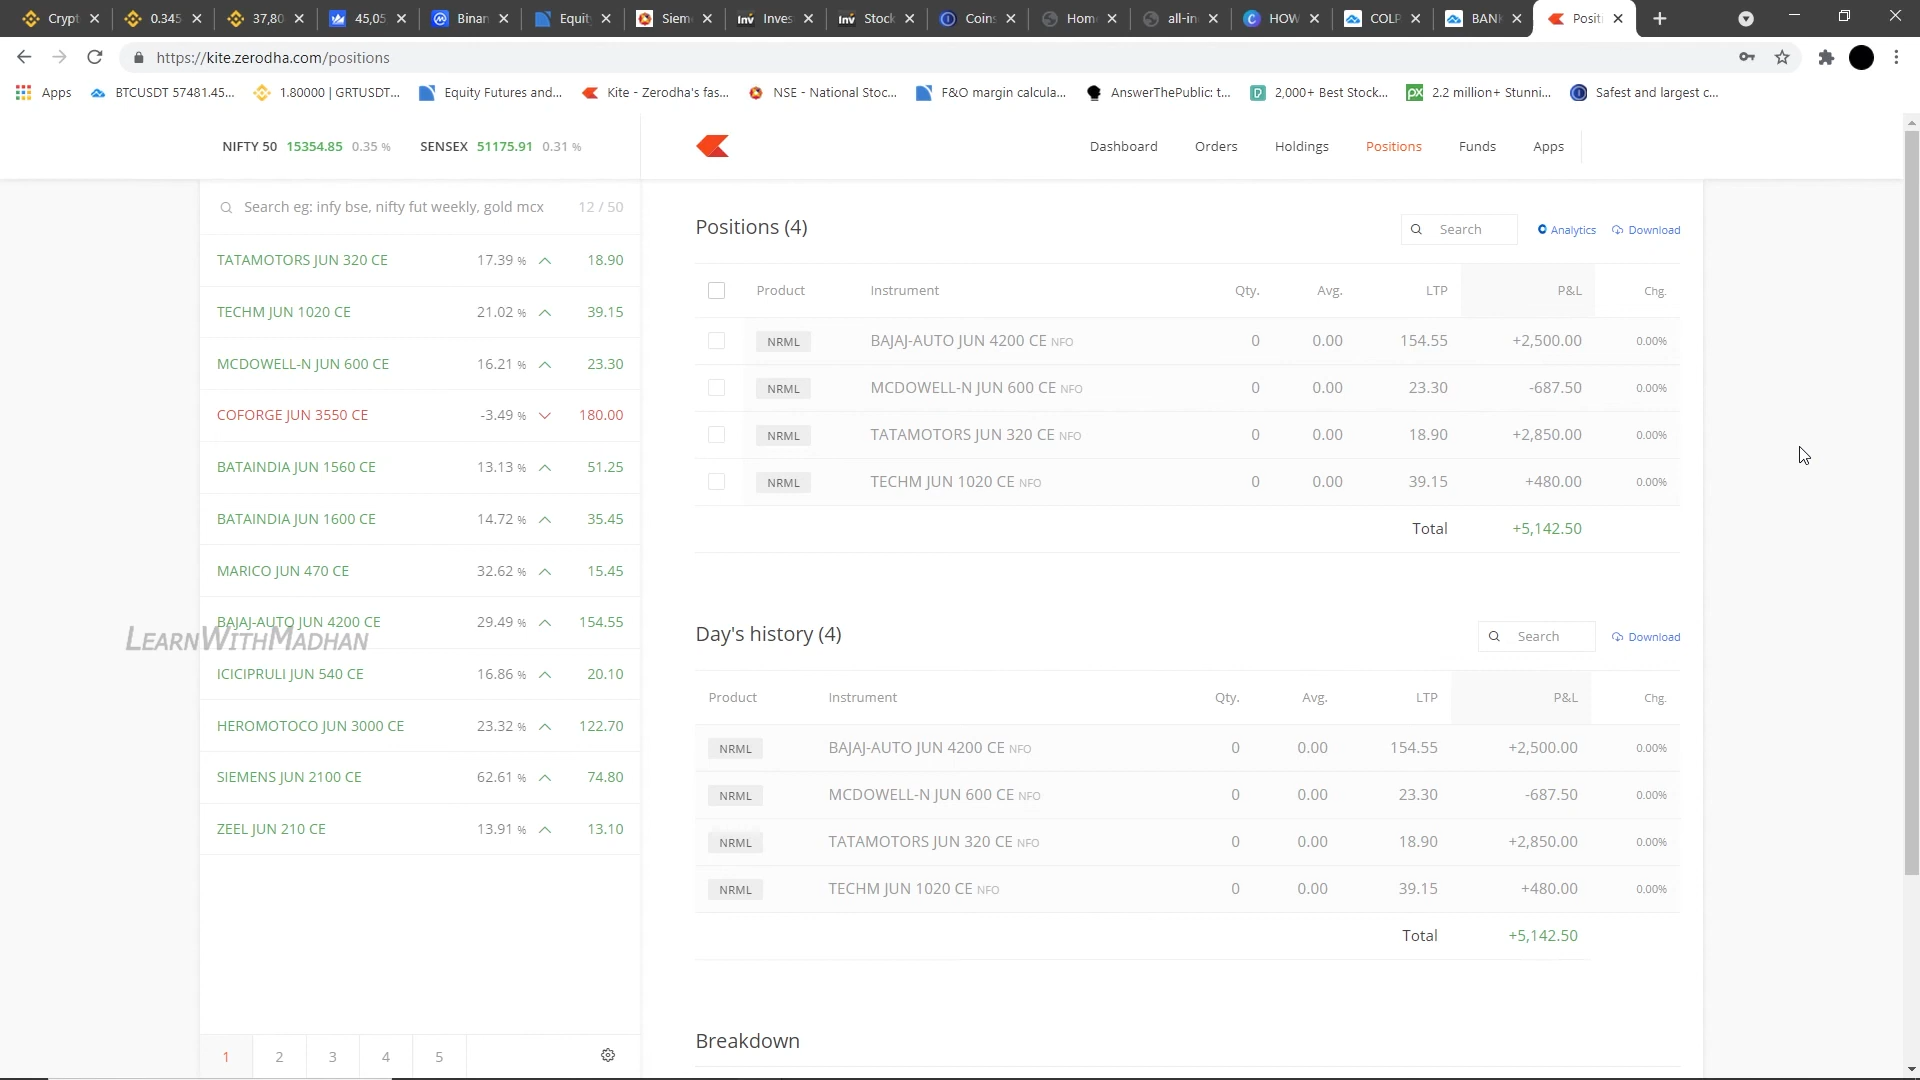 Crypt 0.345 37,80 45,05 Binan Equit Siem Inves Stock Coins Hom all-in HOW COLP BANK Positi
https://kite.zerodha.com/positions
Apps BTCUSDT 57481.45... 1.80000 | GRTUSDT... Equity Futures and... Kite - Zerodha's fas... NSE - National Stoc... F&O margin calcula... AnswerThePublic: t... 2,000+ Best Stock... 2.2 million+ Stunni... Safest and largest c...
NIFTY 50 15354.85 0.35 % SENSEX 51175.91 0.31 %
Dashboard Orders Holdings Positions Funds Apps
Search eg: infy bse, nifty fut weekly, gold mcx 12 / 50
TATAMOTORS JUN 320 CE 17.39 % 18.90
TECHM JUN 1020 CE 21.02 % 39.15
MCDOWELL-N JUN 600 CE 16.21 % 23.30
COFORGE JUN 3550 CE -3.49 % 180.00
BATAINDIA JUN 1560 CE 13.13 % 51.25
BATAINDIA JUN 1600 CE 14.72 % 35.45
MARICO JUN 470 CE 32.62 % 15.45
BAJAJ-AUTO JUN 4200 CE 29.49 % 154.55
LEARNWITHMADHAN
ICICIPRULI JUN 540 CE 16.86 % 20.10
HEROMOTOCO JUN 3000 CE 23.32 % 122.70
SIEMENS JUN 2100 CE 62.61 % 74.80
ZEEL JUN 210 CE 13.91 % 13.10
1 2 3 4 5
Positions (4) Search Analytics Download
Product Instrument Qty. Avg. LTP P&L Chg.
NRML BAJAJ-AUTO JUN 4200 CE NFO 0 0.00 154.55 +2,500.00 0.00%
NRML MCDOWELL-N JUN 600 CE NFO 0 0.00 23.30 -687.50 0.00%
NRML TATAMOTORS JUN 320 CE NFO 0 0.00 18.90 +2,850.00 0.00%
NRML TECHM JUN 1020 CE NFO 0 0.00 39.15 +480.00 0.00%
Total +5,142.50
Day's history (4) Search Download
Product Instrument Qty. Avg. LTP P&L Chg.
NRML BAJAJ-AUTO JUN 4200 CE NFO 0 0.00 154.55 +2,500.00 0.00%
NRML MCDOWELL-N JUN 600 CE NFO 0 0.00 23.30 -687.50 0.00%
NRML TATAMOTORS JUN 320 CE NFO 0 0.00 18.90 +2,850.00 0.00%
NRML TECHM JUN 1020 CE NFO 0 0.00 39.15 +480.00 0.00%
Total +5,142.50
Breakdown